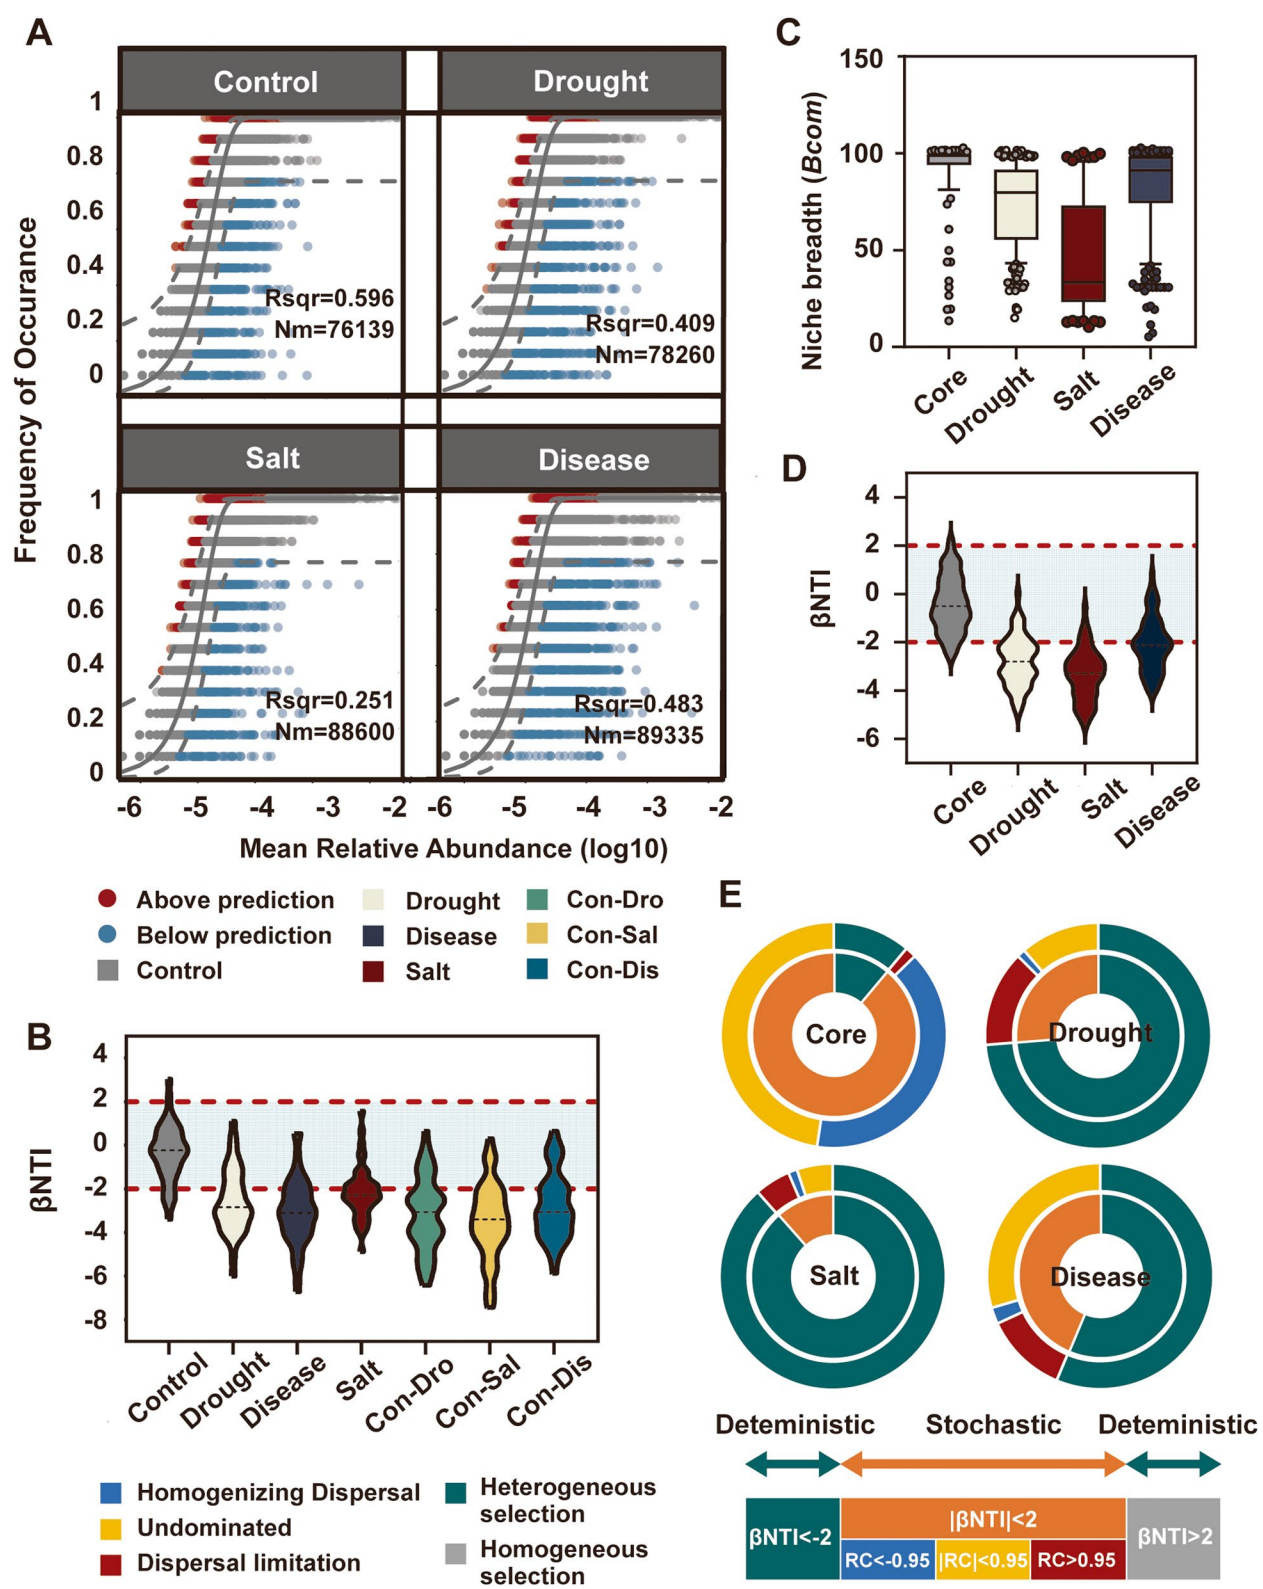 A
Control
Drought
1
0.8
0.6
0.4
0.2
0
Rsqr=0.596
Nm=76139
Rsqr=0.409
Nm=78260
Salt
Disease
1
0.8
0.6
0.4
0.2
0
Rsqr=0.251
Nm=88600
Rsqr=0.483
Nm=89335
-6 -5 -4 -3 -2 -6 -5 -4 -3 -2
Frequency of Occurance
Mean Relative Abundance (log10)
Above prediction
Below prediction
Control
Drought
Disease
Salt
Con-Dro
Con-Sal
Con-Dis
B
4
2
0
-2
-4
-6
-8
βNTI
Control
Drought
Disease
Salt
Con-Dro
Con-Sal
Con-Dis
Homogenizing Dispersal
Undominated
Dispersal limitation
Heterogeneous
selection
Homogeneous
selection
C
150
100
50
0
Niche breadth (Bcom)
Core
Drought
Salt
Disease
D
4
2
0
-2
-4
-6
βNTI
Core
Drought
Salt
Disease
E
Core
Drought
Salt
Disease
Deteministic
Stochastic
Deteministic
βNTI<-2
|βNTI|<2
βNTI>2
RC<-0.95
|RC|<0.95
RC>0.95